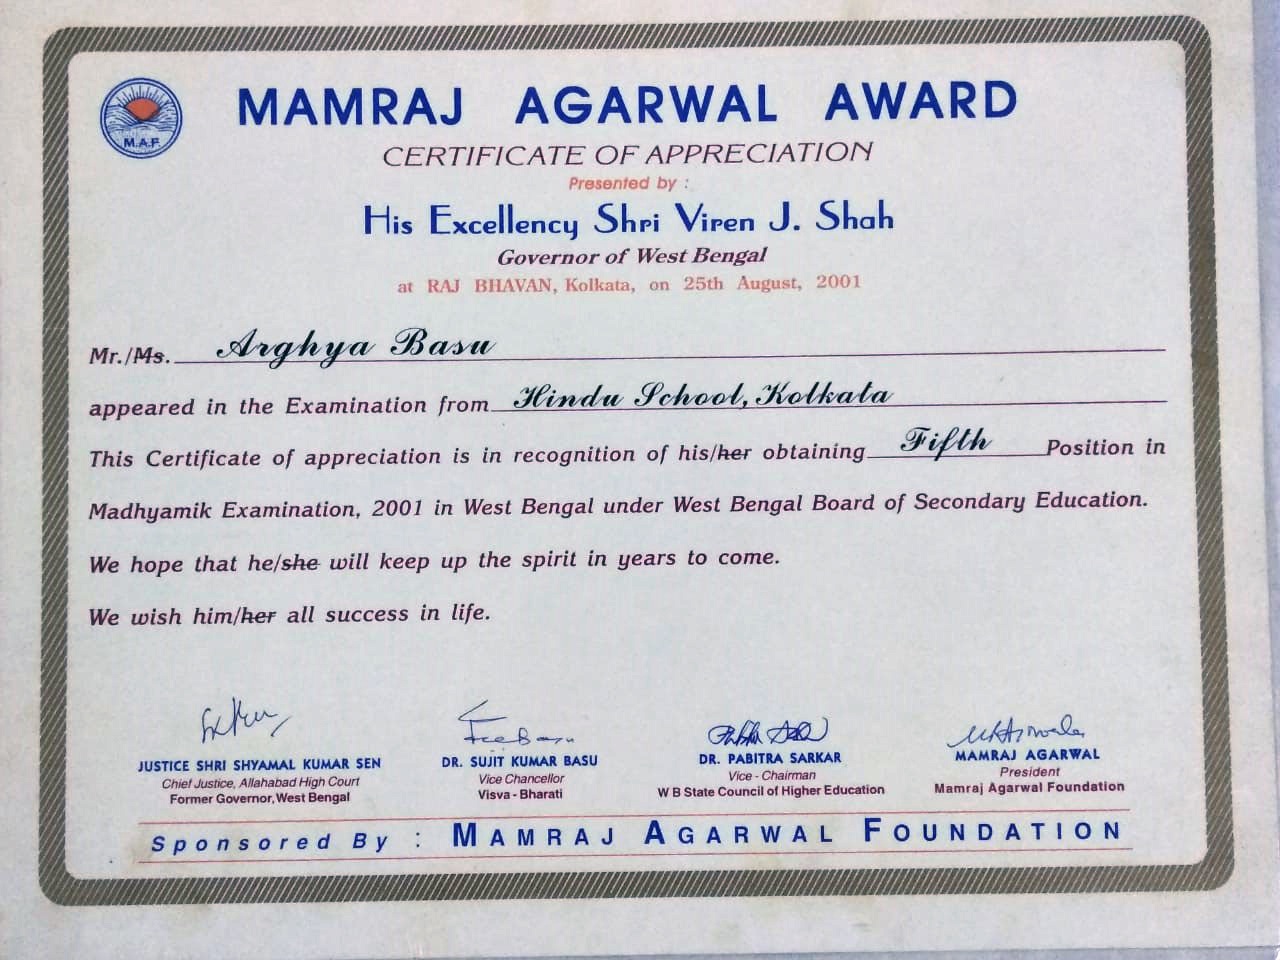 M.A.F.
MAMRAJ AGARWAL AWARD
CERTIFICATE OF APPRECIATION
Presented by :
His Excellency Shri Viren J. Shah
Governor of West Bengal
at RAJ BHAVAN, Kolkata, on 25th August, 2001
Mr./Ms. Arghya Basu
appeared in the Examination from Hindu School, Kolkata
This Certificate of appreciation is in recognition of his/her obtaining Fifth Position in
Madhyamik Examination, 2001 in West Bengal under West Bengal Board of Secondary Education.
We hope that he/she will keep up the spirit in years to come.
We wish him/her all success in life.
JUSTICE SHRI SHYAMAL KUMAR SEN
Chief Justice, Allahabad High Court
Former Governor, West Bengal
DR. SUJIT KUMAR BASU
Vice Chancellor
Visva - Bharati
DR. PABITRA SARKAR
Vice - Chairman
W B State Council of Higher Education
MAMRAJ AGARWAL
President
Mamraj Agarwal Foundation
Sponsored By : MAMRAJ AGARWAL FOUNDATION